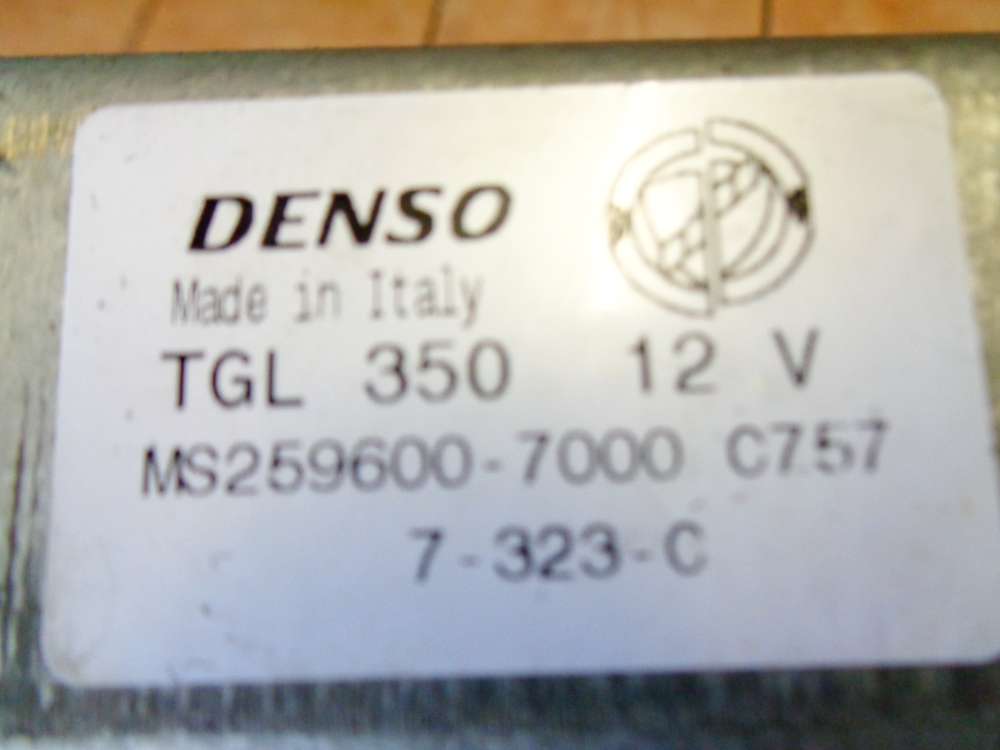 DENSO
Made in Italy
TGL 350 12 V
MS259600-7000 C757
7-323-C